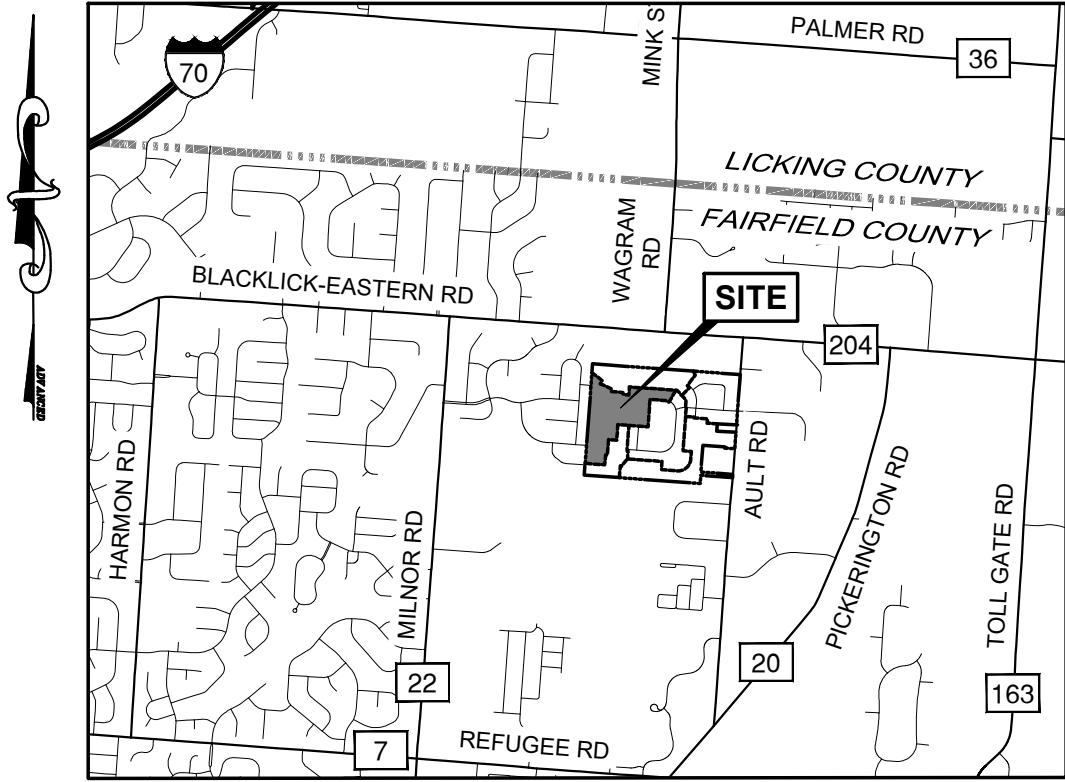 PALMER RD
36
MINK S
70
LICKING COUNTY
FAIRFIELD COUNTY
WAGRAM
RD
BLACKLICK-EASTERN RD
SITE
204
HARMON RD
MILNOR RD
AULT RD
PICKERINGTON RD
TOLL GATE RD
ADVANCED
22
20
163
7
REFUGEE RD